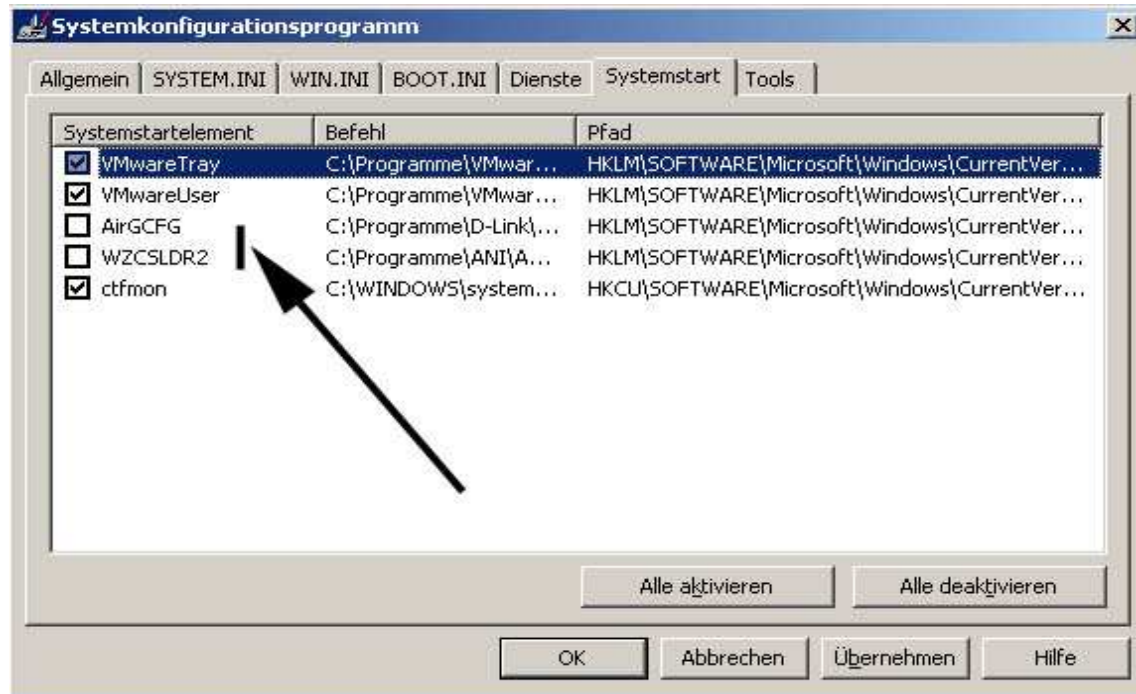 Systemkonfigurationsprogramm
Allgemein SYSTEM.INI WIN.INI BOOT.INI Dienste Systemstart Tools
Systemstartelement Befehl Pfad
VMwareTray C:\Programme\VMwar... HKLM\SOFTWARE\Microsoft\Windows\CurrentVer...
VMwareUser C:\Programme\VMwar... HKLM\SOFTWARE\Microsoft\Windows\CurrentVer...
AirGCFG C:\Programme\D-Link\... HKLM\SOFTWARE\Microsoft\Windows\CurrentVer...
WZCSLDR2 C:\Programme\ANI\A... HKLM\SOFTWARE\Microsoft\Windows\CurrentVer...
ctfmon C:\WINDOWS\system... HKCU\SOFTWARE\Microsoft\Windows\CurrentVer...
Alle aktivieren Alle deaktivieren
OK Abbrechen Übernehmen Hilfe